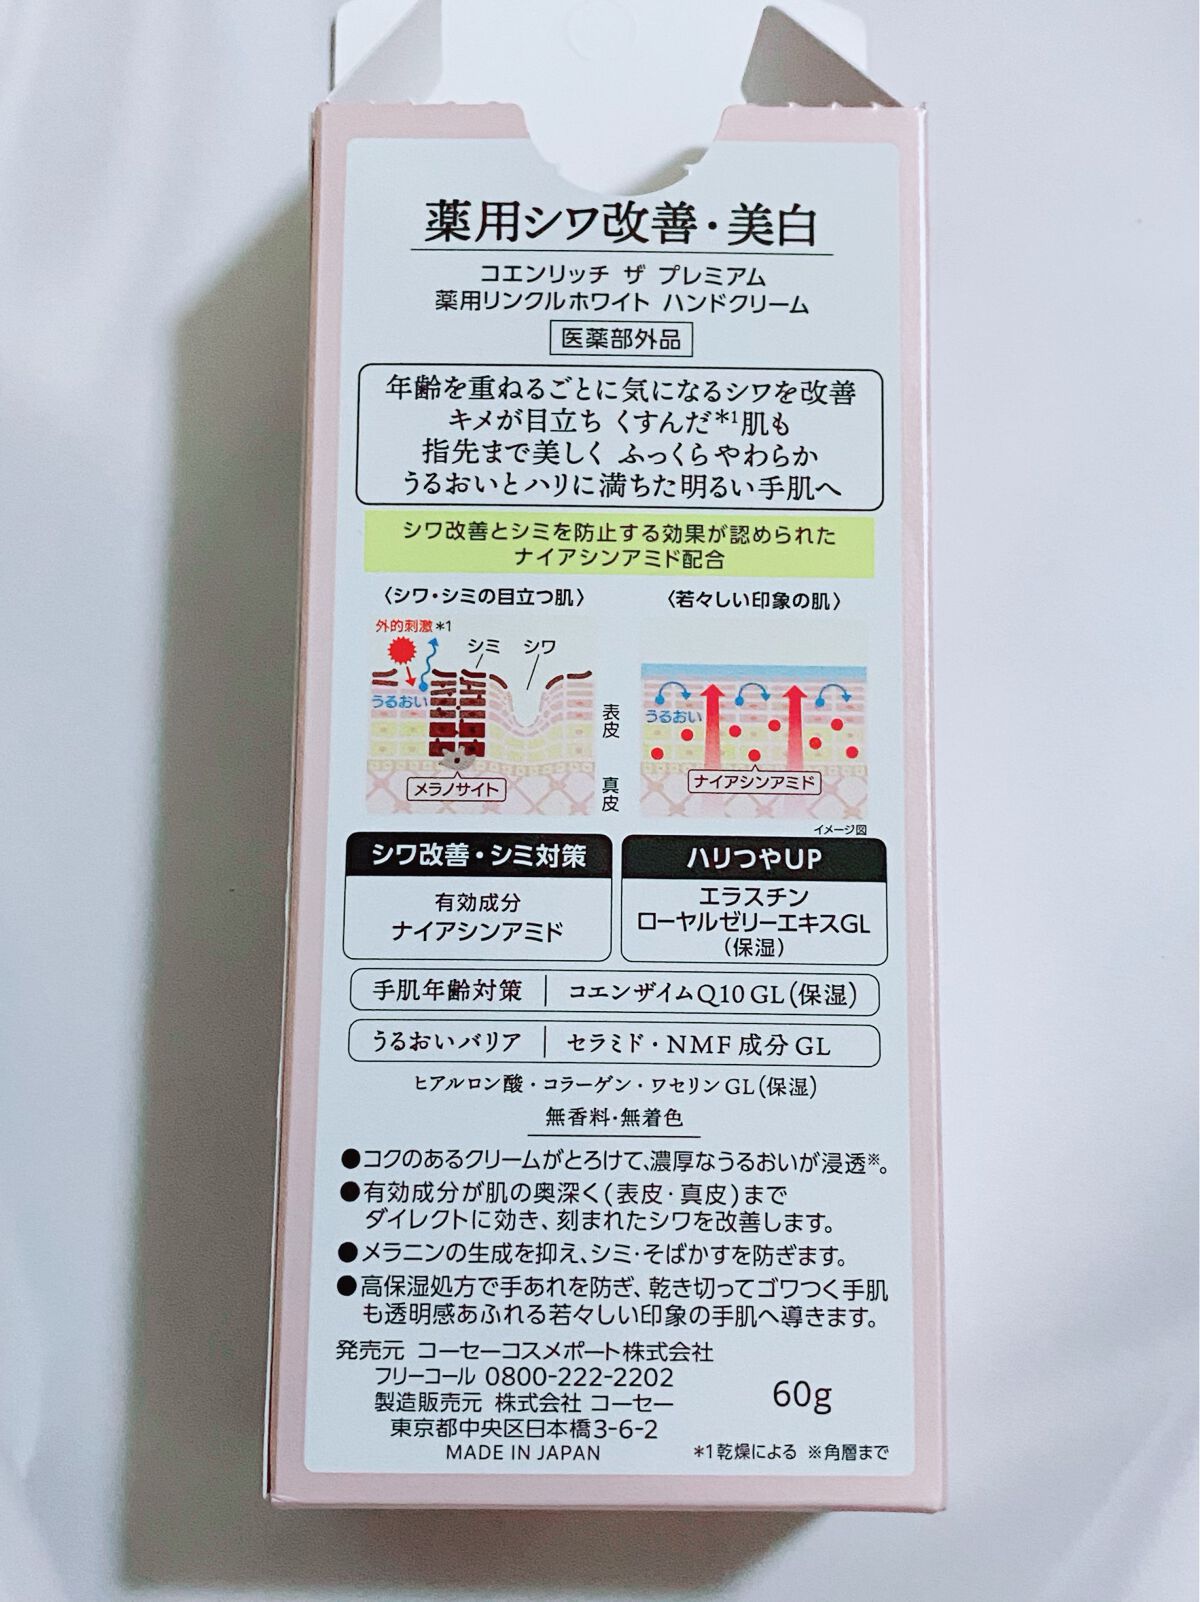 薬用シワ改善・美白
コエンリッチ ザ プレミアム
薬用リンクルホワイト ハンドクリーム
医薬部外品
年齢を重ねるごとに気になるシワを改善
キメが目立ち くすんだ*1肌も
指先まで美しく ふっくらやわらか
うるおいとハリに満ちた明るい手肌へ
シワ改善とシミを防止する効果が認められた
ナイアシンアミド配合
〈シワ・シミの目立つ肌〉
外的刺激*1
シミ シワ
うるおい
メラノサイト
表皮
真皮
〈若々しい印象の肌〉
うるおい
ナイアシンアミド
イメージ図
シワ改善・シミ対策
有効成分
ナイアシンアミド
ハリつやUP
エラスチン
ローヤルゼリーエキスGL
(保湿)
手肌年齢対策 | コエンザイムQ10 GL(保湿)
うるおいバリア | セラミド・NMF 成分 GL
ヒアルロン酸・コラーゲン・ワセリン GL(保湿)
無香料・無着色
●コクのあるクリームがとろけて、濃厚なうるおいが浸透※。
●有効成分が肌の奥深く(表皮・真皮)まで
ダイレクトに効き、刻まれたシワを改善します。
●メラニンの生成を抑え、シミ・そばかすを防ぎます。
●高保湿処方で手あれを防ぎ、乾き切ってゴワつく手肌
も透明感あふれる若々しい印象の手肌へ導きます。
発売元 コーセーコスメポート株式会社
フリーコール 0800-222-2202
製造販売元 株式会社 コーセー
東京都中央区日本橋3-6-2
MADE IN JAPAN
60g
*1乾燥による ※角層まで